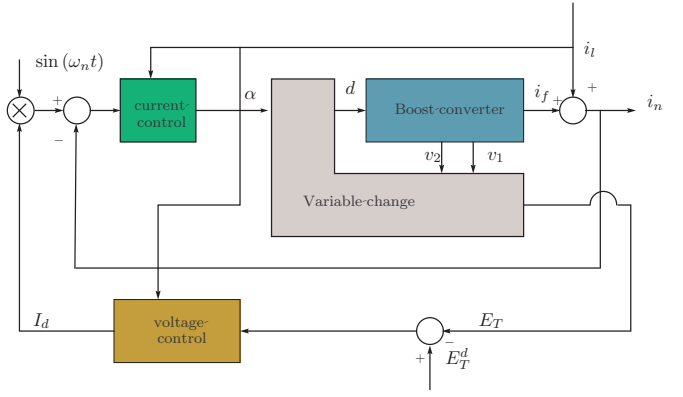 i_l
sin (ω_n t)
+
current-
control
α
d
Boost-converter
i_f
+
+
i_n
−
v_2
v_1
Variable-change
I_d
voltage-
control
E_T
−
+
E_T^d